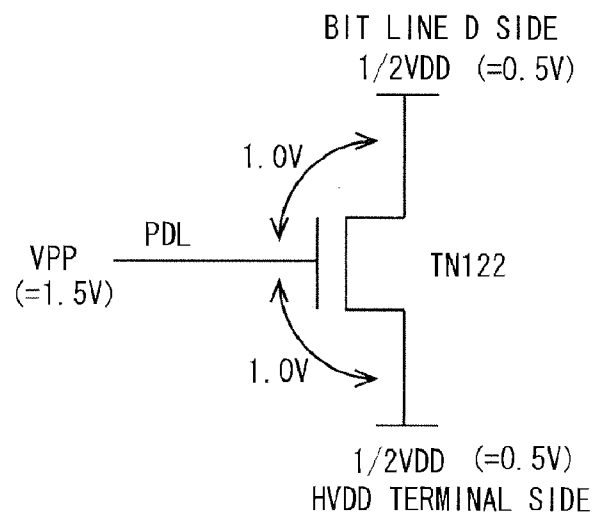 BIT LINE D SIDE
1/2VDD (=0.5V)
1.0V
PDL
VPP
(=1.5V)
TN122
1.0V
1/2VDD (=0.5V)
HVDD TERMINAL SIDE